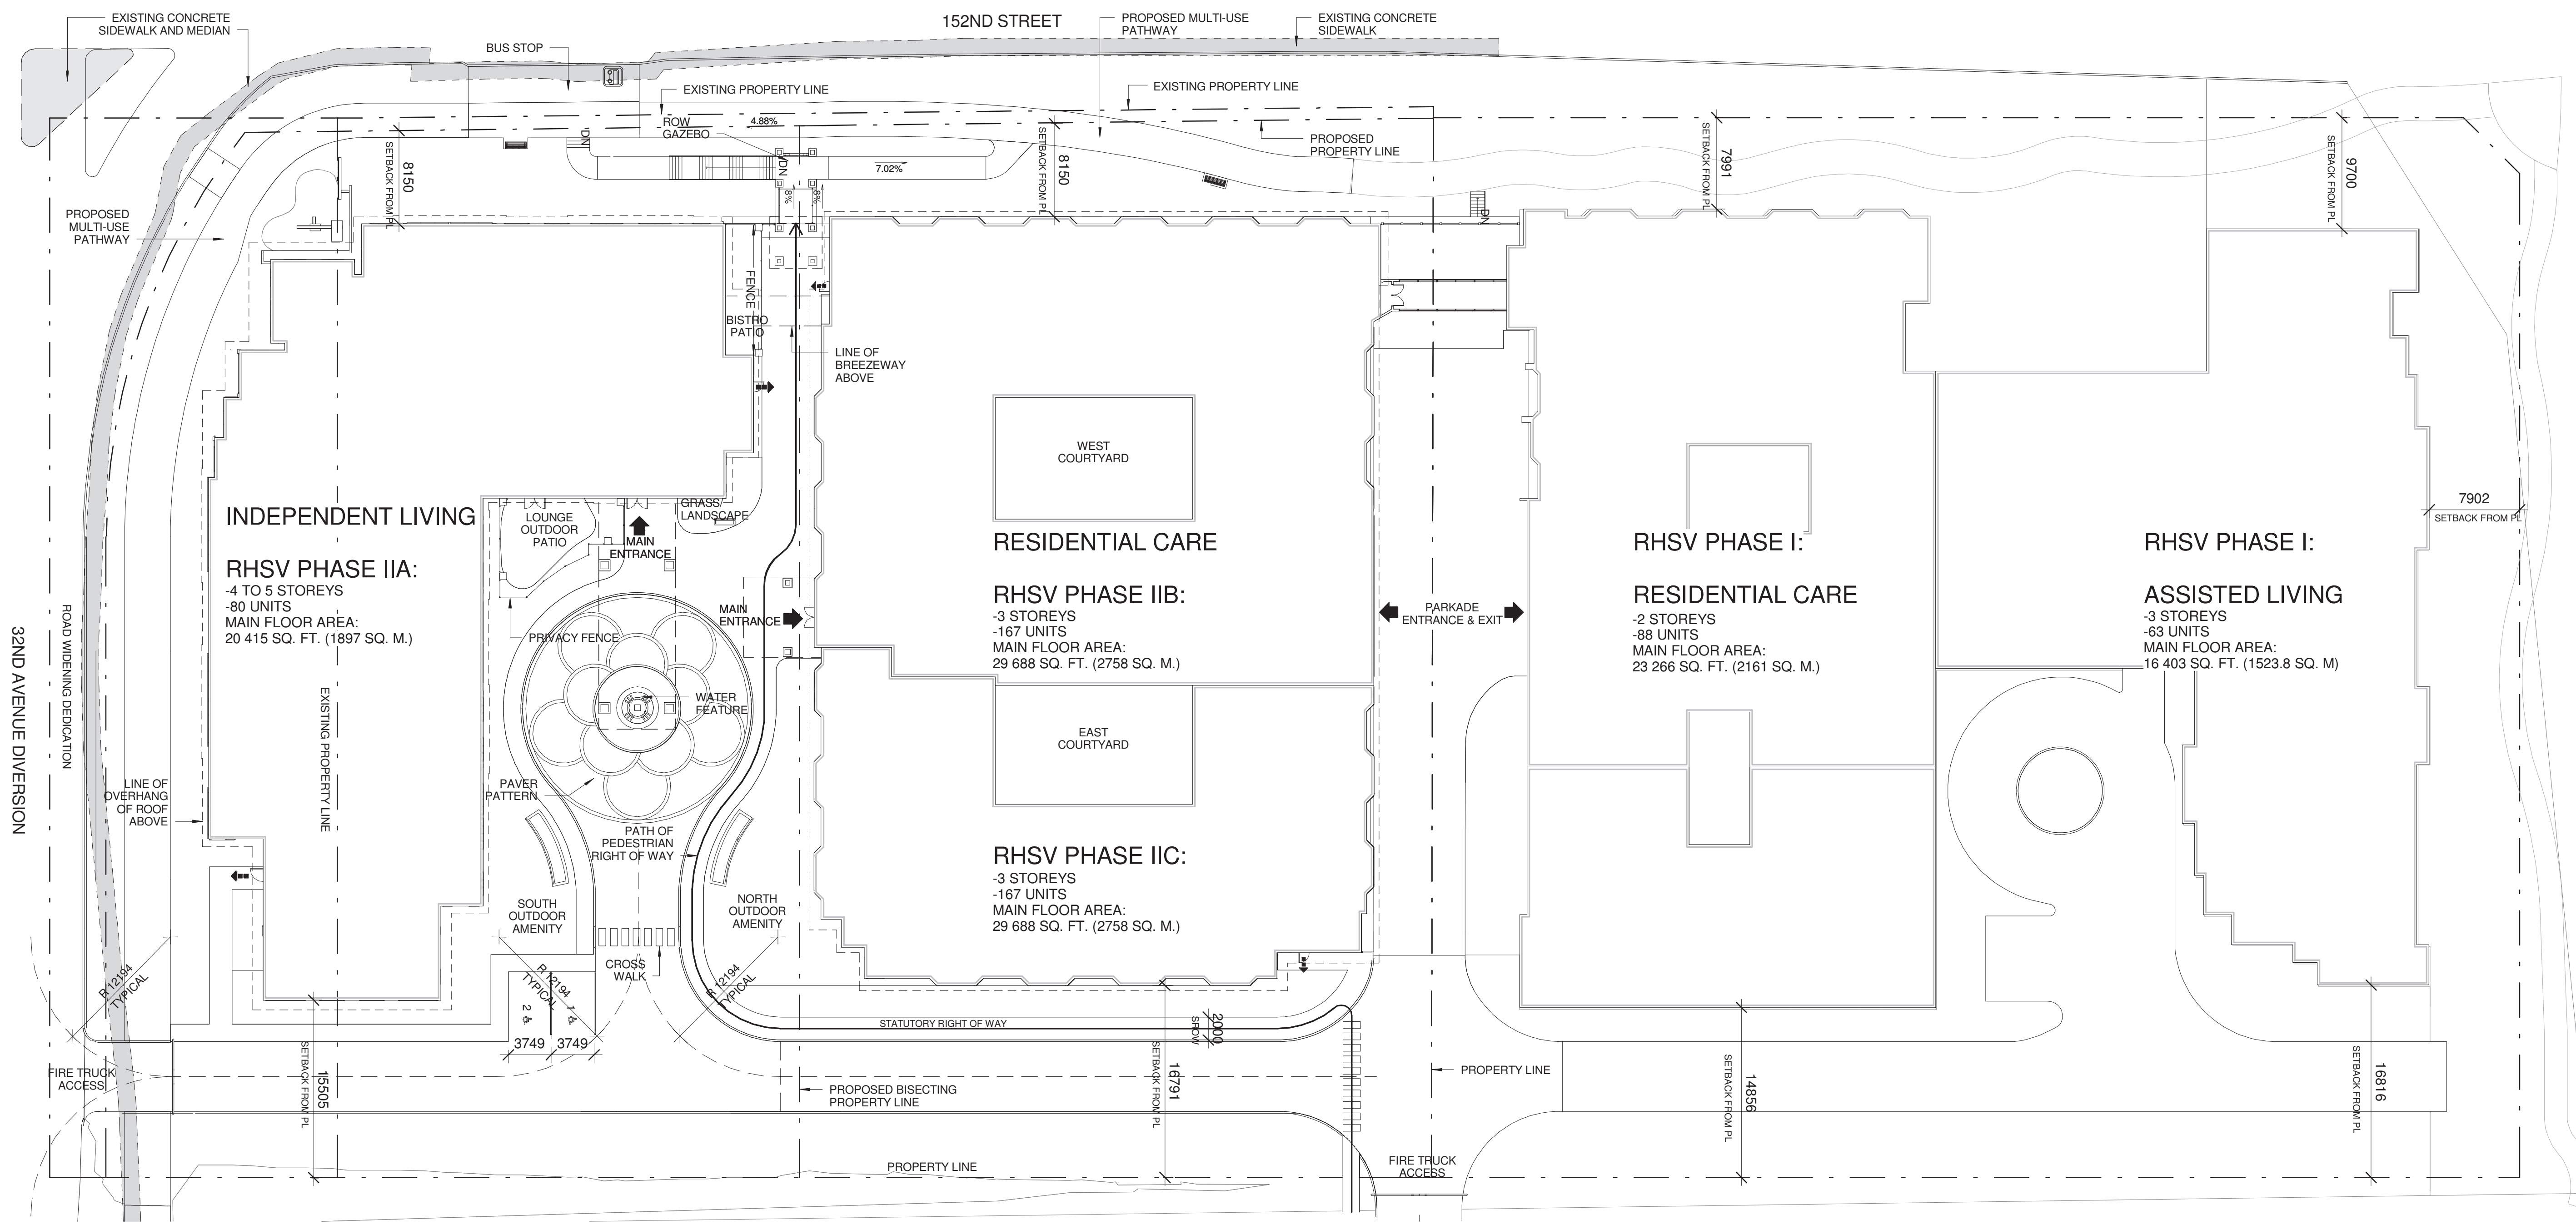 EXISTING CONCRETE
SIDEWALK AND MEDIAN
BUS STOP
152ND STREET
PROPOSED MULTI-USE
PATHWAY
EXISTING CONCRETE
SIDEWALK
EXISTING PROPERTY LINE
EXISTING PROPERTY LINE
ROW
GAZEBO
4.88%
PROPOSED
PROPERTY LINE
DN
DN
7.02%
8%
8%
DN
8150
SETBACK FROM PL
8150
SETBACK FROM PL
7991
SETBACK FROM PL
9700
SETBACK FROM PL
PROPOSED
MULTI-USE
PATHWAY
FENCE
BISTRO
PATIO
LINE OF
BREEZEWAY
ABOVE
WEST
COURTYARD
GRASS/
LANDSCAPE
LOUNGE
OUTDOOR
PATIO
MAIN
ENTRANCE
INDEPENDENT LIVING
RHSV PHASE IIA:
-4 TO 5 STOREYS
-80 UNITS
MAIN FLOOR AREA:
20 415 SQ. FT. (1897 SQ. M.)
RESIDENTIAL CARE
RHSV PHASE IIB:
-3 STOREYS
-167 UNITS
MAIN FLOOR AREA:
29 688 SQ. FT. (2758 SQ. M.)
RHSV PHASE I:
RESIDENTIAL CARE
-2 STOREYS
-88 UNITS
MAIN FLOOR AREA:
23 266 SQ. FT. (2161 SQ. M.)
RHSV PHASE I:
ASSISTED LIVING
-3 STOREYS
-63 UNITS
MAIN FLOOR AREA:
16 403 SQ. FT. (1523.8 SQ. M)
7902
SETBACK FROM PL
MAIN
ENTRANCE
PARKADE
ENTRANCE & EXIT
PRIVACY FENCE
WATER
FEATURE
32ND AVENUE DIVERSION
ROAD WIDENING DEDICATION
EXISTING PROPERTY LINE
EAST
COURTYARD
LINE OF
OVERHANG
OF ROOF
ABOVE
PAVER
PATTERN
PATH OF
PEDESTRIAN
RIGHT OF WAY
RHSV PHASE IIC:
-3 STOREYS
-167 UNITS
MAIN FLOOR AREA:
29 688 SQ. FT. (2758 SQ. M.)
SOUTH
OUTDOOR
AMENITY
NORTH
OUTDOOR
AMENITY
CROSS
WALK
R 12194
TYPICAL
R 12194
TYPICAL
R 12194
TYPICAL
2
1
3749
3749
STATUTORY RIGHT OF WAY
2000
SROW
FIRE TRUCK
ACCESS
15505
SETBACK FROM PL
PROPOSED BISECTING
PROPERTY LINE
16791
SETBACK FROM PL
PROPERTY LINE
14856
SETBACK FROM PL
16816
SETBACK FROM PL
PROPERTY LINE
FIRE TRUCK
ACCESS